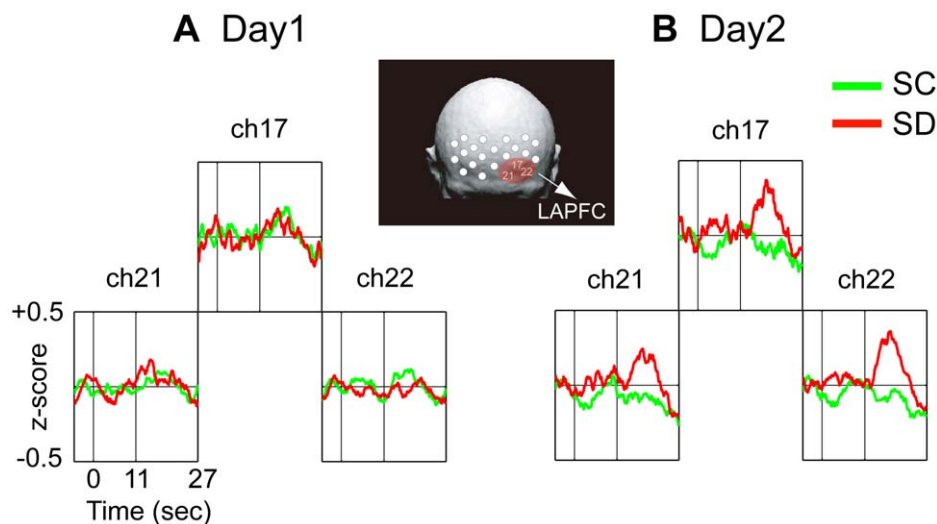 A Day1
B Day2
SC
SD
ch17
ch17
17
21 22
LAPFC
ch21
ch22
ch21
ch22
+0.5
z-score
-0.5
0 11 27
Time (sec)